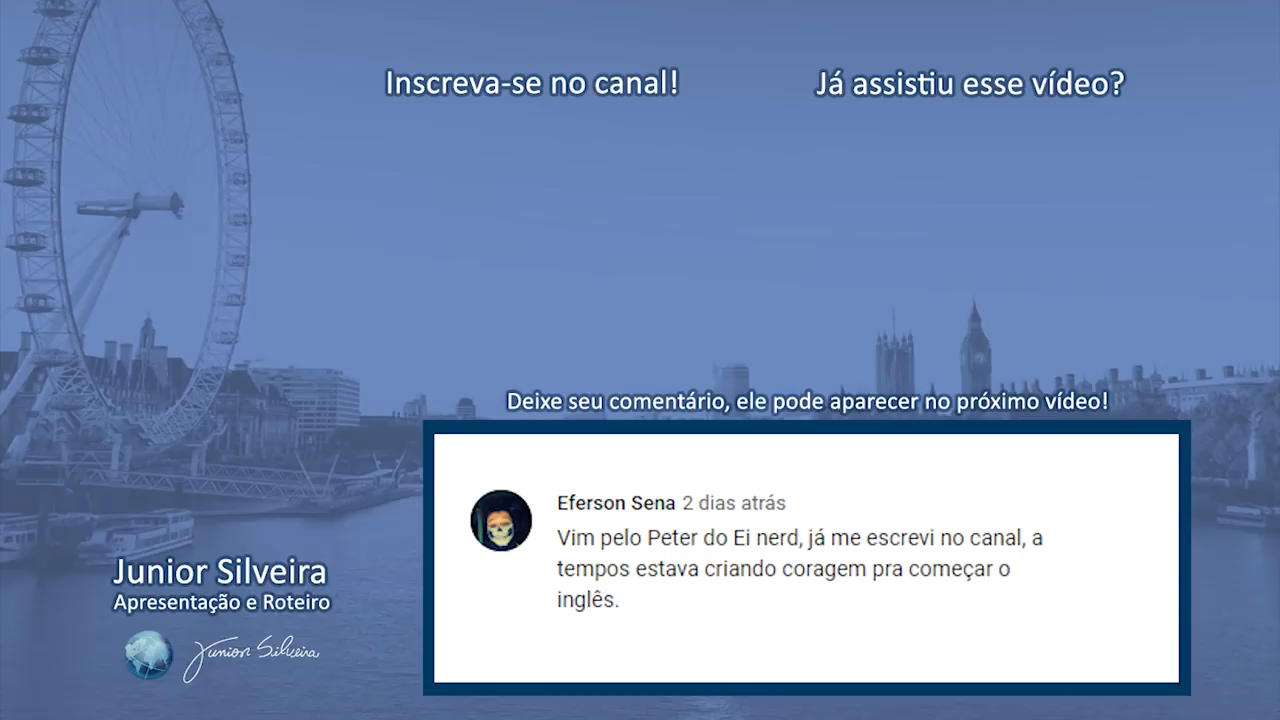 Inscreva-se no canal!
Já assistiu esse vídeo?
Deixe seu comentário, ele pode aparecer no próximo vídeo!
Eferson Sena 2 dias atrás
Vim pelo Peter do Ei nerd, já me escrevi no canal, a
tempos estava criando coragem pra começar o
inglês.
Junior Silveira
Apresentação e Roteiro
Junior Silveira